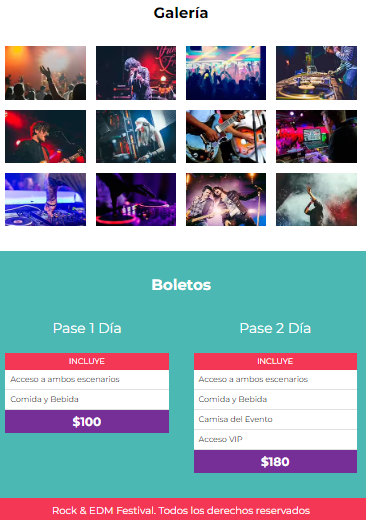 Galería
Boletos
Pase 1 Día
INCLUYE
Acceso a ambos escenarios
Comida y Bebida
$100
Pase 2 Día
INCLUYE
Acceso a ambos escenarios
Comida y Bebida
Camisa del Evento
Acceso VIP
$180
Rock & EDM Festival. Todos los derechos reservados